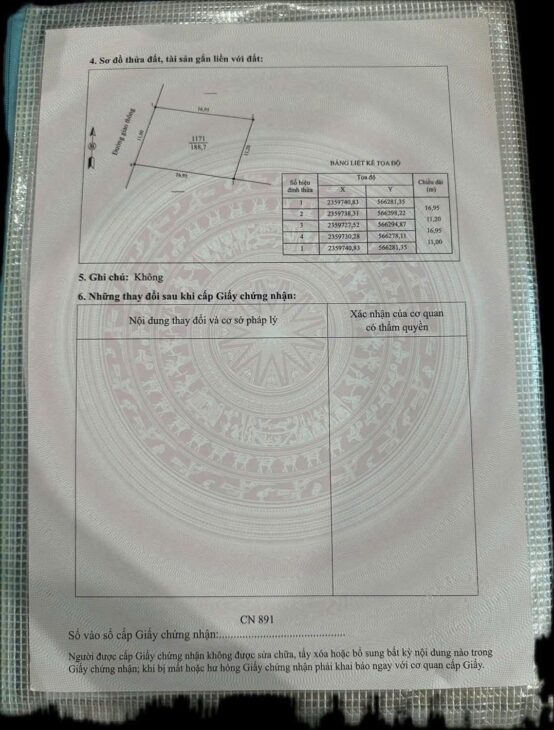 4. Sơ đồ thửa đất, tài sản gắn liền với đất:
Đường giao thông
1
16,95
2
11,00
1171
188,7
11,20
4
16,95
3
BẢNG LIỆT KÊ TỌA ĐỘ
Số hiệu đỉnh thửa Tọa độ Chiều dài (m)
X Y
1 2359740,83 566281,35
16,95
2 2359738,31 566298,22
11,20
3 2359727,52 566294,87
16,95
4 2359730,28 566278,11
11,00
1 2359740,83 566281,35
5. Ghi chú: Không
6. Những thay đổi sau khi cấp Giấy chứng nhận:
Nội dung thay đổi và cơ sở pháp lý
Xác nhận của cơ quan
có thẩm quyền
CN 891
Số vào sổ cấp Giấy chứng nhận:
Người được cấp Giấy chứng nhận không được sửa chữa, tẩy xóa hoặc bổ sung bất kỳ nội dung nào trong
Giấy chứng nhận; khi bị mất hoặc hư hỏng Giấy chứng nhận phải khai báo ngay với cơ quan cấp Giấy.